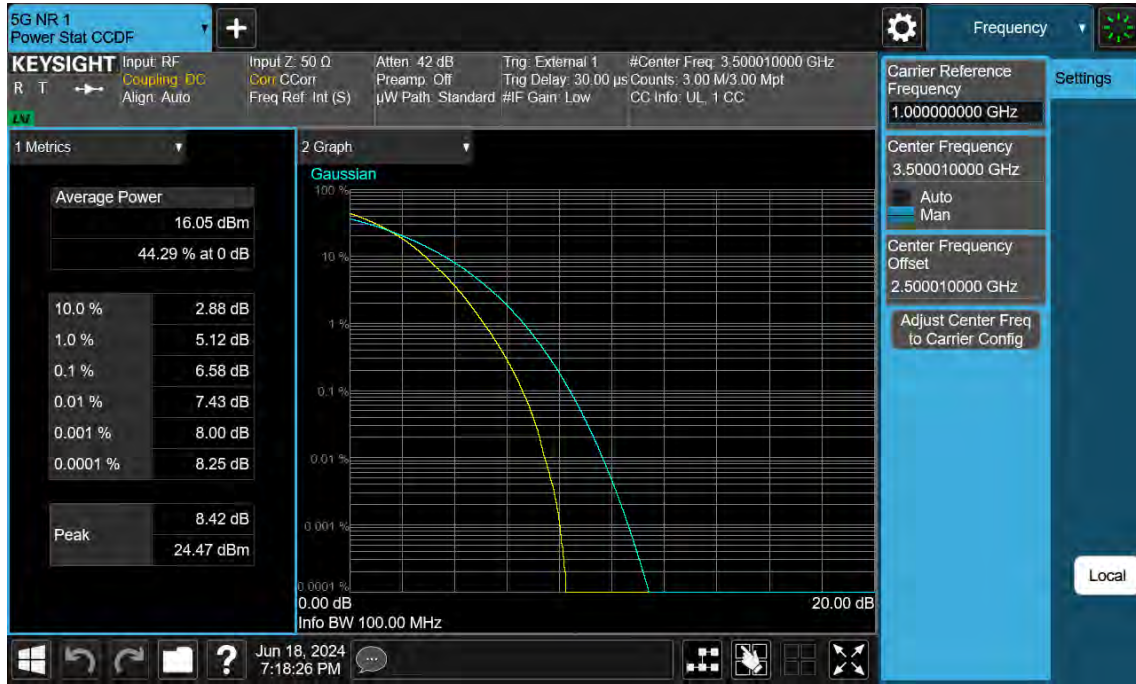 5G NR 1
Power Stat CCDF
Frequency
KEYSIGHT
R T
LXI
Input: RF
Coupling: DC
Align: Auto
Input Z: 50 Ω
Corr CCorr
Freq Ref: Int (S)
Atten: 42 dB
Preamp: Off
µW Path: Standard
Trig: External 1
Trig Delay: 30.00 µs
#IF Gain: Low
#Center Freq: 3.500010000 GHz
Counts: 3.00 M/3.00 Mpt
CC Info: UL, 1 CC
1 Metrics
Average Power
16.05 dBm
44.29 % at 0 dB
10.0 % 2.88 dB
1.0 % 5.12 dB
0.1 % 6.58 dB
0.01 % 7.43 dB
0.001 % 8.00 dB
0.0001 % 8.25 dB
Peak
8.42 dB
24.47 dBm
2 Graph
Gaussian
100 %
10 %
1 %
0.1 %
0.01 %
0.001 %
0.0001 %
0.00 dB 20.00 dB
Info BW 100.00 MHz
Carrier Reference
Frequency
1.000000000 GHz
Center Frequency
3.500010000 GHz
Auto
Man
Center Frequency
Offset
2.500010000 GHz
Adjust Center Freq
to Carrier Config
Settings
Local
?
Jun 18, 2024
7:18:26 PM